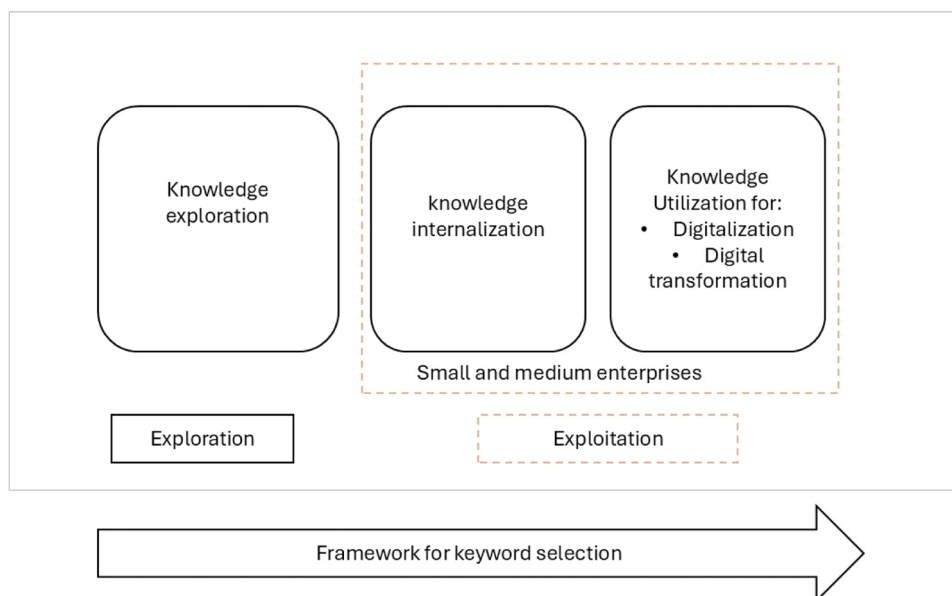 Knowledge
exploration
knowledge
internalization
Knowledge
Utilization for:
• Digitalization
• Digital
transformation
Small and medium enterprises
Exploration
Exploitation
Framework for keyword selection